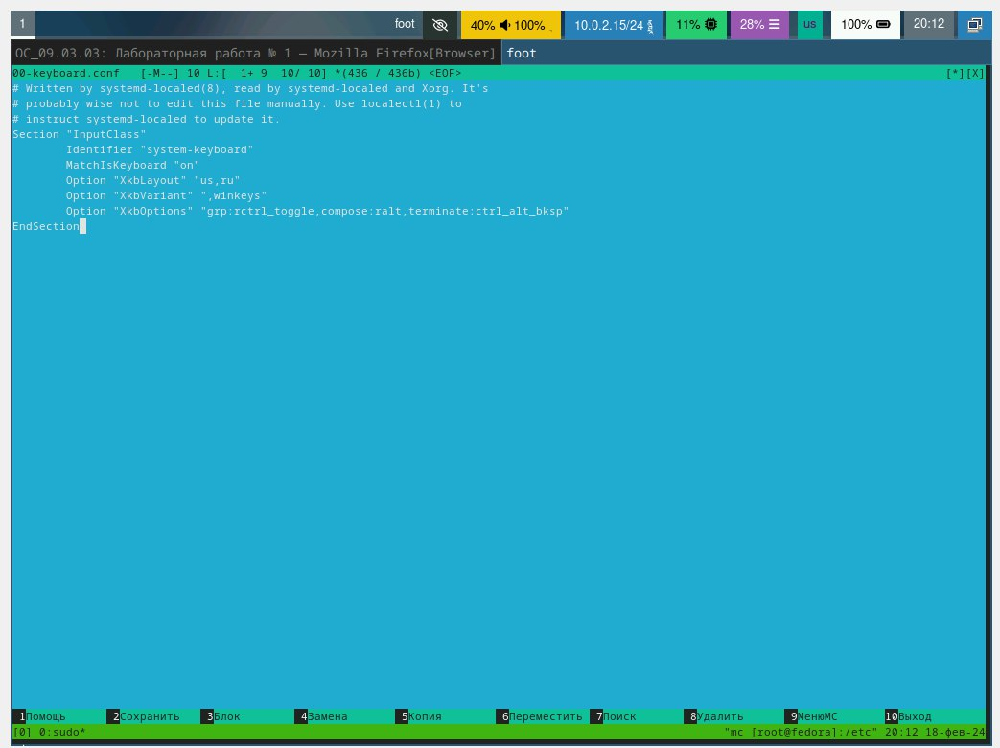 1 foot 40% 100% 10.0.2.15/24 11% 28% us 100% 20:12
ОС_09.03.03: Лабораторная работа № 1 — Mozilla Firefox[Browser] foot
00-keyboard.conf [-M--] 10 L:[ 1+ 9 10/ 10] *(436 / 436b) <EOF> [*][X]
# Written by systemd-localed(8), read by systemd-localed and Xorg. It's
# probably wise not to edit this file manually. Use localectl(1) to
# instruct systemd-localed to update it.
Section "InputClass"
        Identifier "system-keyboard"
        MatchIsKeyboard "on"
        Option "XkbLayout" "us,ru"
        Option "XkbVariant" ",winkeys"
        Option "XkbOptions" "grp:rctrl_toggle,compose:ralt,terminate:ctrl_alt_bksp"
EndSection
1Помощь 2Сохранить 3Блок 4Замена 5Копия 6Переместить 7Поиск 8Удалить 9МенюМС 10Выход
[0] 0:sudo* "mc [root@fedora]:/etc" 20:12 18-фев-24